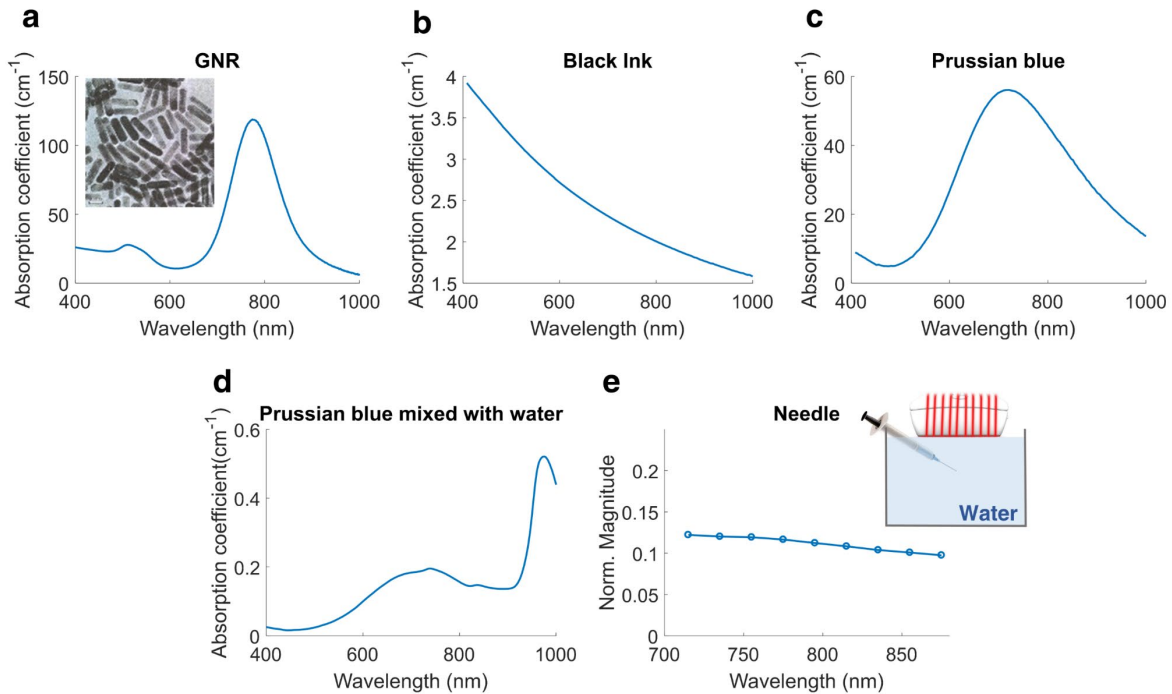 a
GNR
Absorption coefficient (cm-1)
150
100
50
0
400
600
800
1000
Wavelength (nm)
b
Black Ink
Absorption coefficient (cm-1)
4
3.5
3
2.5
2
1.5
400
600
800
1000
Wavelength (nm)
c
Prussian blue
Absorption coefficient (cm-1)
60
40
20
0
400
600
800
1000
Wavelength (nm)
d
Prussian blue mixed with water
Absorption coefficient(cm-1)
0.6
0.4
0.2
0
400
600
800
1000
Wavelength (nm)
e
Needle
Water
Norm. Magnitude
0.2
0.15
0.1
0.05
0
700
750
800
850
Wavelength (nm)